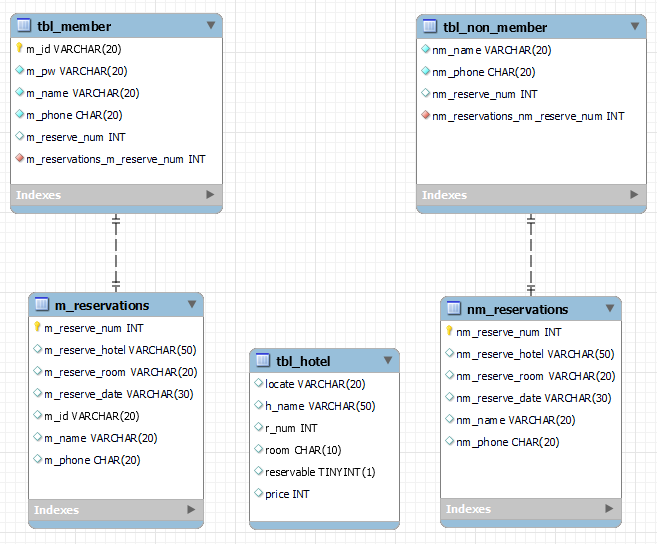 tbl_member
m_id VARCHAR(20)
m_pw VARCHAR(20)
m_name VARCHAR(20)
m_phone CHAR(20)
m_reserve_num INT
m_reservations_m_reserve_num INT
Indexes
tbl_non_member
nm_name VARCHAR(20)
nm_phone CHAR(20)
nm_reserve_num INT
nm_reservations_nm_reserve_num INT
Indexes
m_reservations
m_reserve_num INT
m_reserve_hotel VARCHAR(50)
m_reserve_room VARCHAR(20)
m_reserve_date VARCHAR(30)
m_id VARCHAR(20)
m_name VARCHAR(20)
m_phone CHAR(20)
Indexes
tbl_hotel
locate VARCHAR(20)
h_name VARCHAR(50)
r_num INT
room CHAR(10)
reservable TINYINT(1)
price INT
nm_reservations
nm_reserve_num INT
nm_reserve_hotel VARCHAR(50)
nm_reserve_room VARCHAR(20)
nm_reserve_date VARCHAR(30)
nm_name VARCHAR(20)
nm_phone CHAR(20)
Indexes